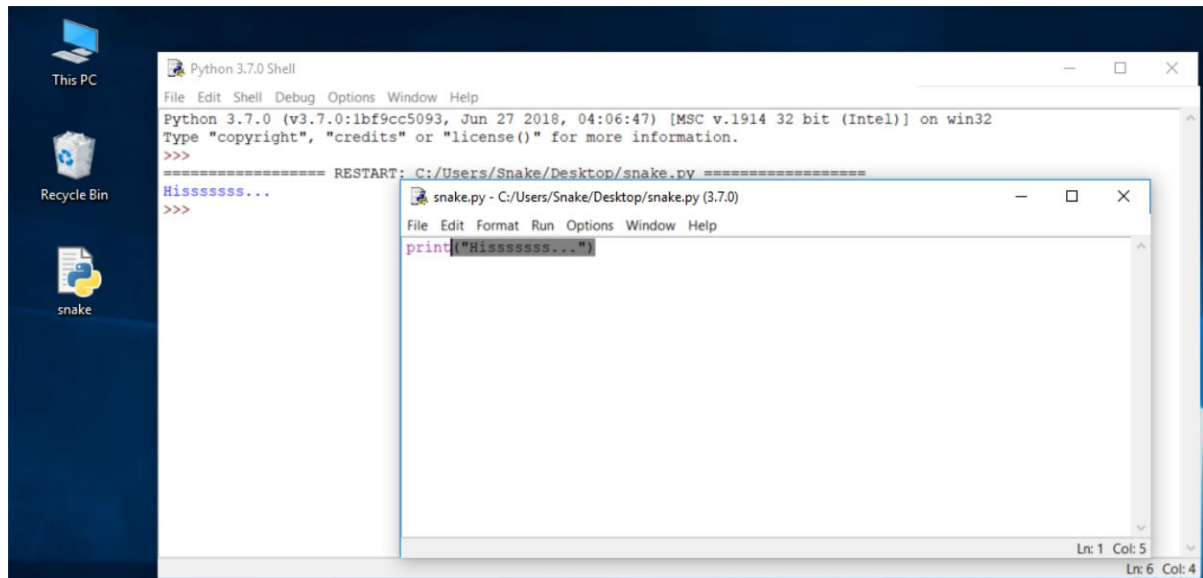 This PC
Recycle Bin
snake
Python 3.7.0 Shell
File Edit Shell Debug Options Window Help
Python 3.7.0 (v3.7.0:1bf9cc5093, Jun 27 2018, 04:06:47) [MSC v.1914 32 bit (Intel)] on win32
Type "copyright", "credits" or "license()" for more information.
>>>
================== RESTART: C:/Users/Snake/Desktop/snake.py ==================
Hisssssss...
>>>
snake.py - C:/Users/Snake/Desktop/snake.py (3.7.0)
File Edit Format Run Options Window Help
print("Hisssssss...")
Ln: 1 Col: 5
Ln: 6 Col: 4